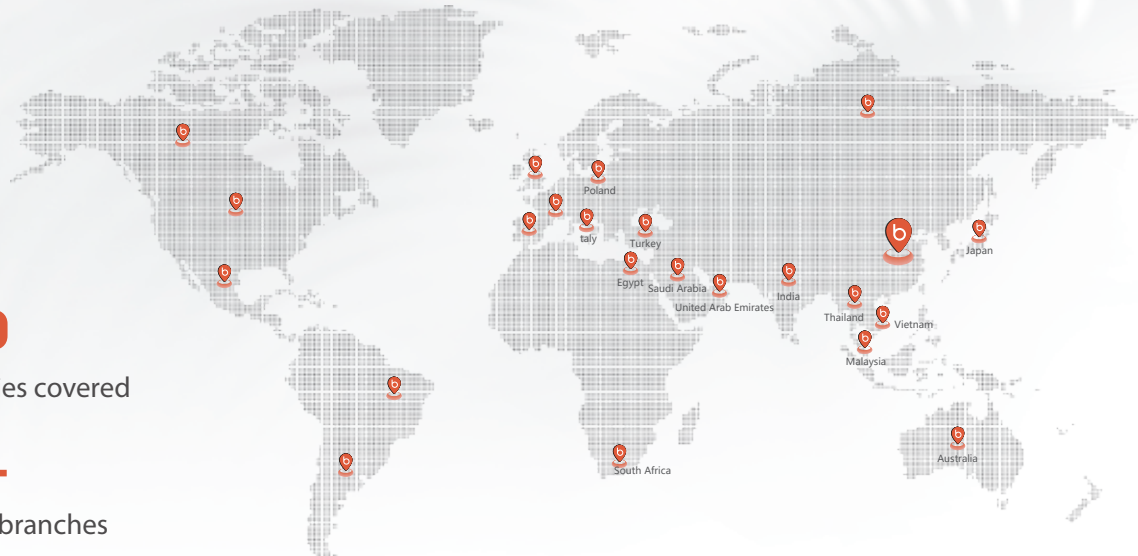 Poland
taly
Turkey
Japan
Egypt
Saudi Arabia
United Arab Emirates
India
Thailand
Vietnam
Malaysia
es covered
Australia
South Africa
branches